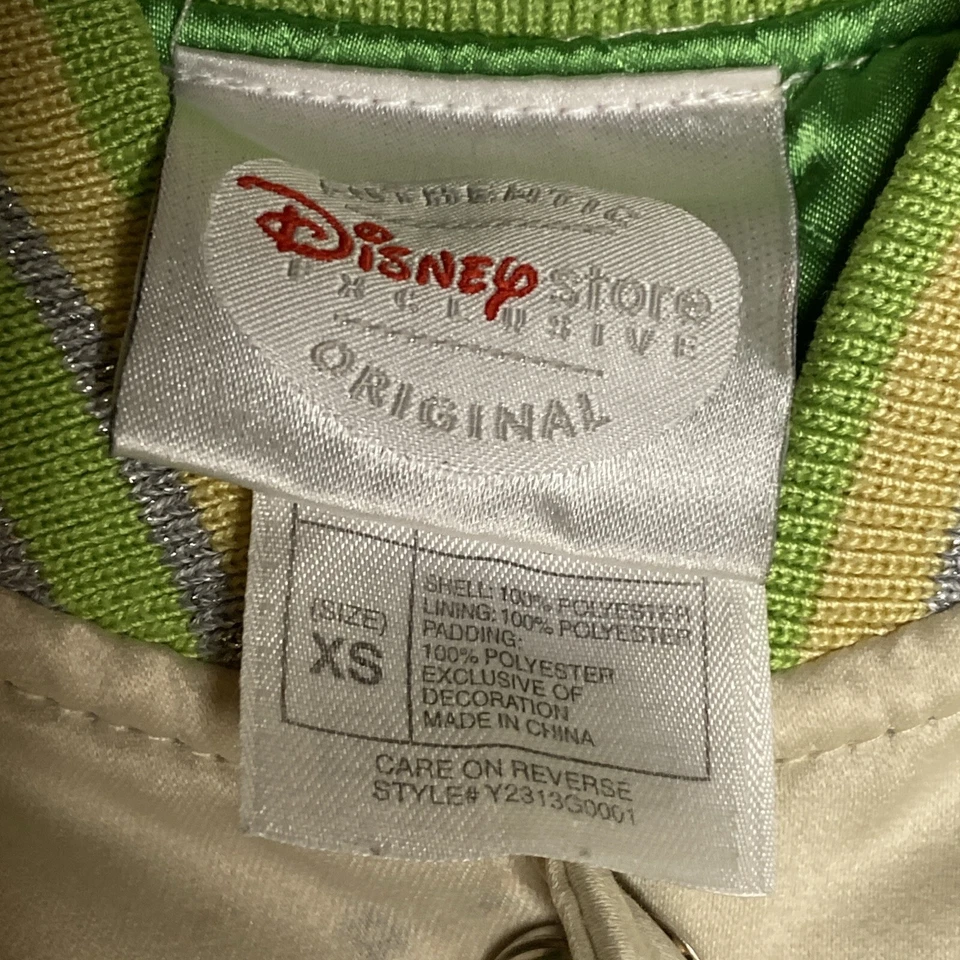 AUTHENTIC
Disney store
EXCLUSIVE
ORIGINAL
(SIZE)
XS
SHELL: 100% POLYESTER
LINING: 100% POLYESTER
PADDING:
100% POLYESTER
EXCLUSIVE OF
DECORATION
MADE IN CHINA
CARE ON REVERSE
STYLE# Y2313G0001